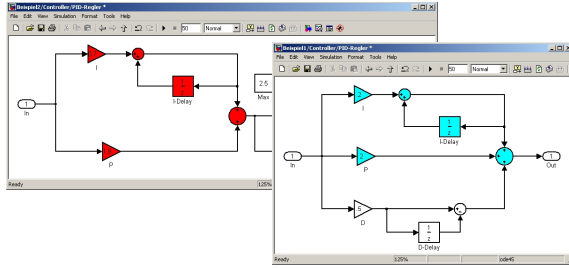 Beispiel2/Controller/PID-Regler *
File Edit View Simulation Format Tools Help
50
Normal
I
I-Delay
1
In
P
2.5
Max
Ready
125%
Beispiel1/Controller/PID-Regler *
File Edit View Simulation Format Tools Help
50
Normal
2
I
1
z
I-Delay
1
In
2
P
1
Out
5
D
1
z
D-Delay
Ready
125%
ode45